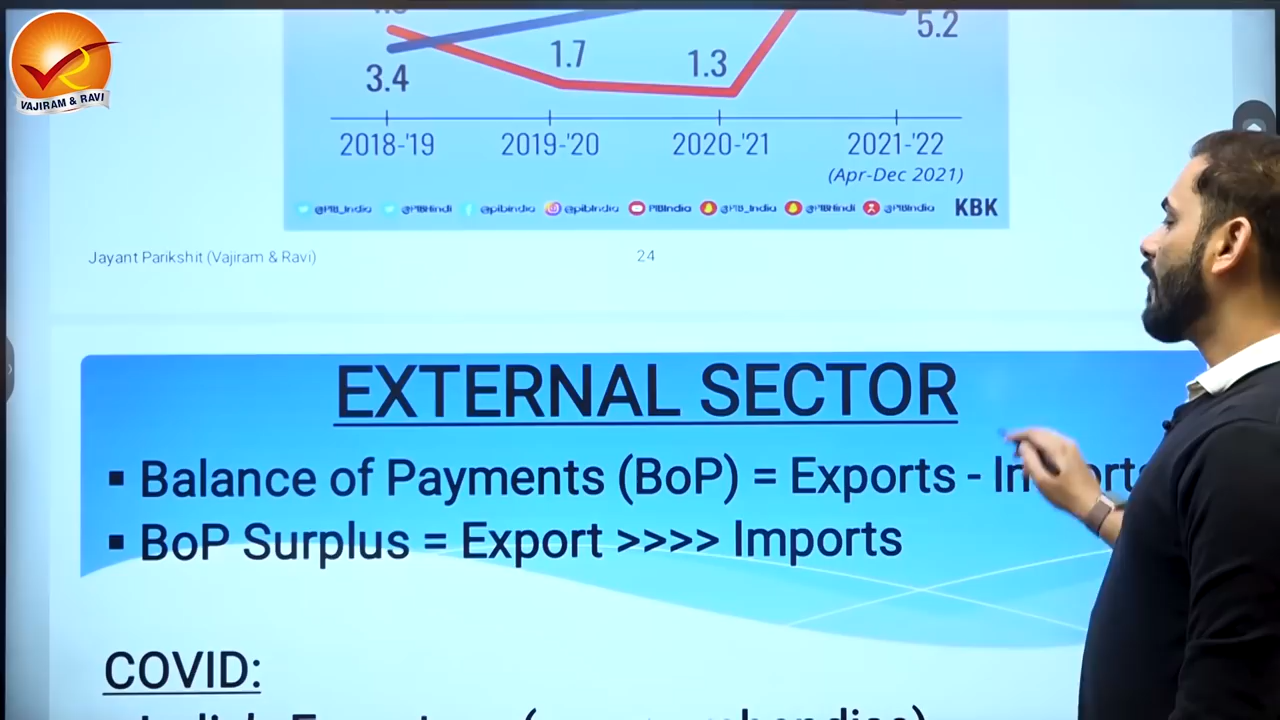 VAJIRAM & RAVI
5.2
1.7
1.3
3.4
2018-'19 2019-'20 2020-'21 2021-'22
(Apr-Dec 2021)
@PIB_India @PIBHindi @pibindia @pibindia PIBIndia @PIB_India @PIBHindi @PIBIndia KBK
Jayant Parikshit (Vajiram & Ravi) 24
EXTERNAL SECTOR
▪ Balance of Payments (BoP) = Exports -
▪ BoP Surplus = Export >>>> Imports
COVID: